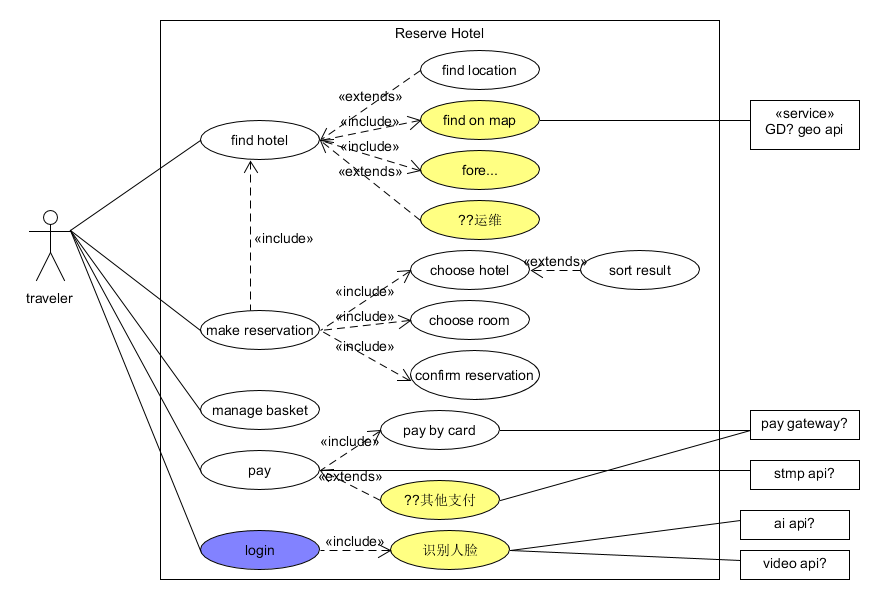 Reserve Hotel
find location
«extends»
«include»
find on map
«service»
GD? geo api
find hotel
«include»
fore...
«extends»
??运维
«include»
traveler
choose hotel
«extends»
sort result
«include»
make reservation
«include»
choose room
«include»
confirm reservation
manage basket
pay by card
pay gateway?
«include»
pay
«extends»
stmp api?
??其他支付
ai api?
login
«include»
识别人脸
video api?